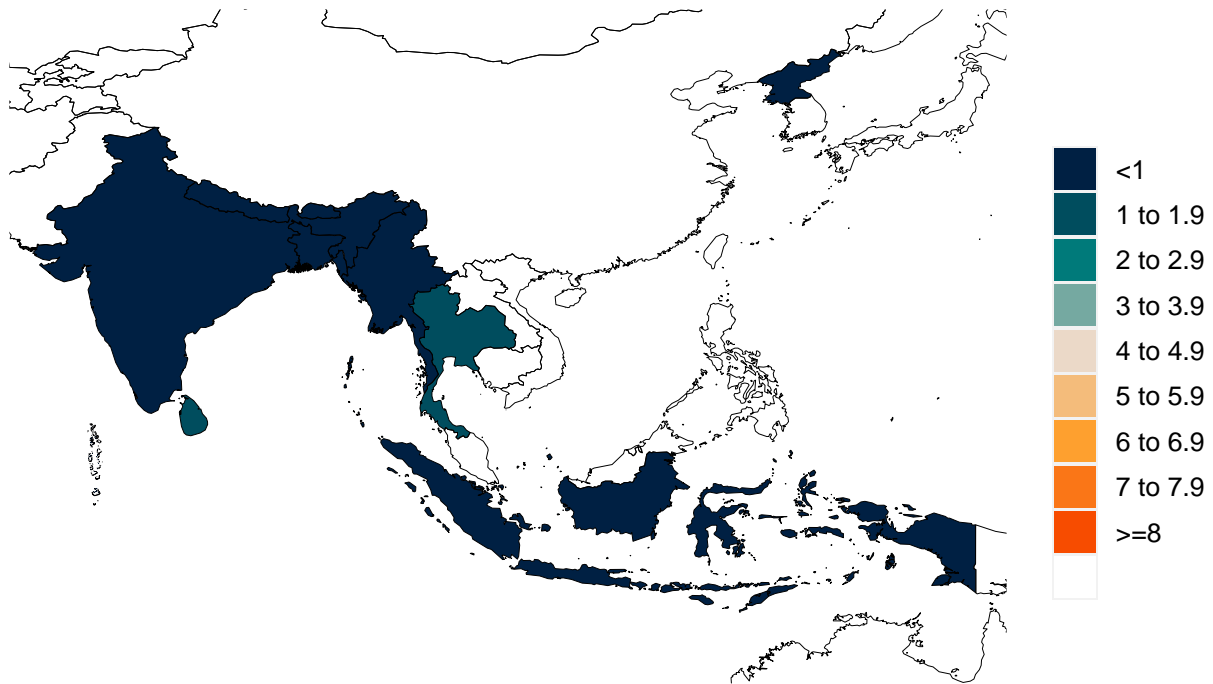 <1
1 to 1.9
2 to 2.9
3 to 3.9
4 to 4.9
5 to 5.9
6 to 6.9
7 to 7.9
>=8